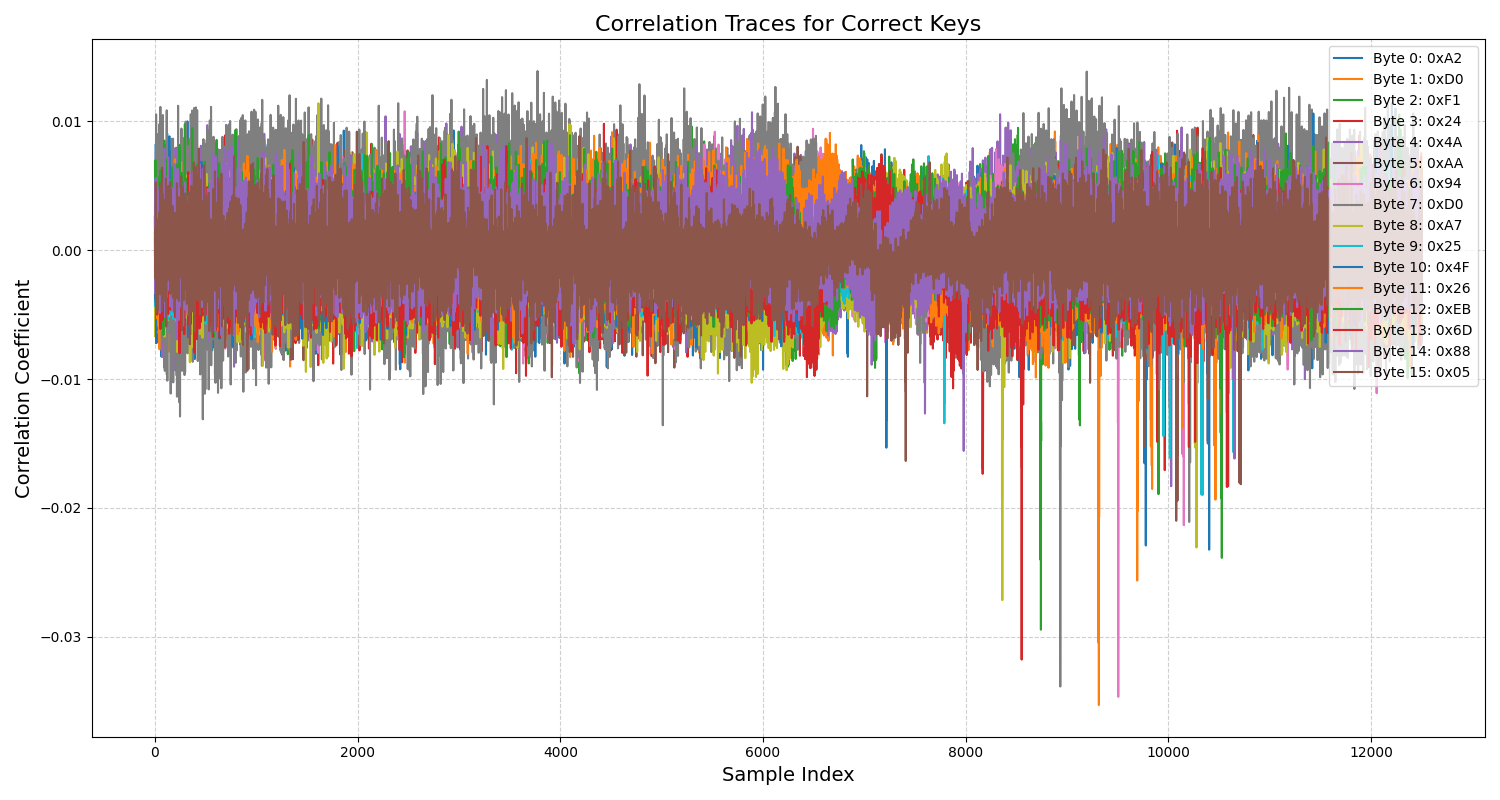 Correlation Traces for Correct Keys
Correlation Coefficient
0.01
0.00
−0.01
−0.02
−0.03
Byte 0: 0xA2
Byte 1: 0xD0
Byte 2: 0xF1
Byte 3: 0x24
Byte 4: 0x4A
Byte 5: 0xAA
Byte 6: 0x94
Byte 7: 0xD0
Byte 8: 0xA7
Byte 9: 0x25
Byte 10: 0x4F
Byte 11: 0x26
Byte 12: 0xEB
Byte 13: 0x6D
Byte 14: 0x88
Byte 15: 0x05
0 2000 4000 6000 8000 10000 12000
Sample Index